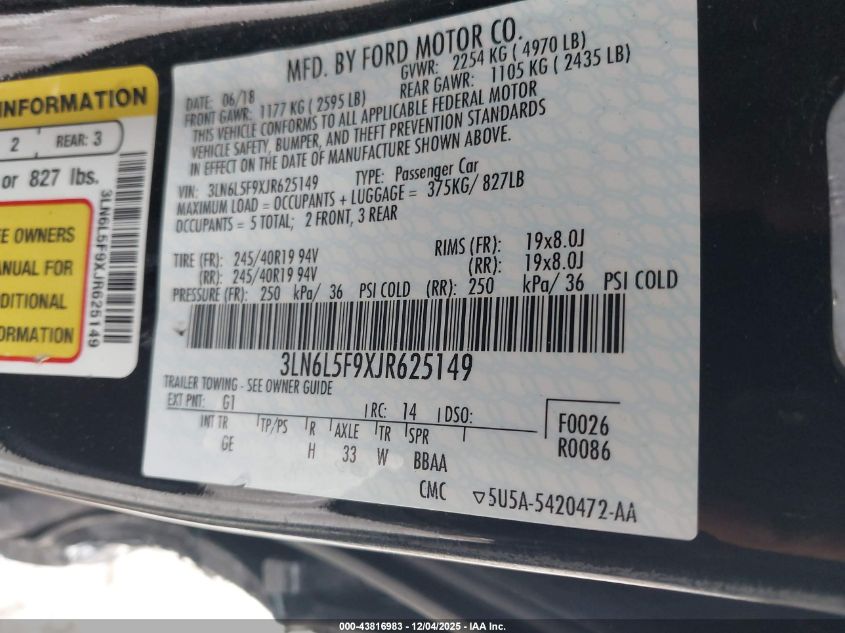 INFORMATION
2 REAR: 3
or 827 lbs.
EE OWNERS
ANUAL FOR
DITIONAL
ORMATION
3LN6L5F9XJR625149
MFD. BY FORD MOTOR CO.
DATE: 06/18 GVWR: 2254 KG ( 4970 LB)
FRONT GAWR: 1177 KG ( 2595 LB) REAR GAWR: 1105 KG ( 2435 LB)
THIS VEHICLE CONFORMS TO ALL APPLICABLE FEDERAL MOTOR
VEHICLE SAFETY, BUMPER, AND THEFT PREVENTION STANDARDS
IN EFFECT ON THE DATE OF MANUFACTURE SHOWN ABOVE.
VIN: 3LN6L5F9XJR625149 TYPE: Passenger Car
MAXIMUM LOAD = OCCUPANTS + LUGGAGE = 375KG/ 827LB
OCCUPANTS = 5 TOTAL; 2 FRONT, 3 REAR
TIRE (FR): 245/40R19 94V RIMS (FR): 19x8.0J
(RR): 245/40R19 94V (RR): 19x8.0J
PRESSURE (FR): 250 kPa/ 36 PSI COLD (RR): 250 kPa/ 36 PSI COLD
3LN6L5F9XJR625149
TRAILER TOWING - SEE OWNER GUIDE
EXT PNT: G1 RC: 14 DSO: F0026
INT TR TP/PS R AXLE TR SPR R0086
GE H 33 W BBAA
CMC ▽5U5A-5420472-AA
000-43816983 - 12/04/2025 - IAA Inc.